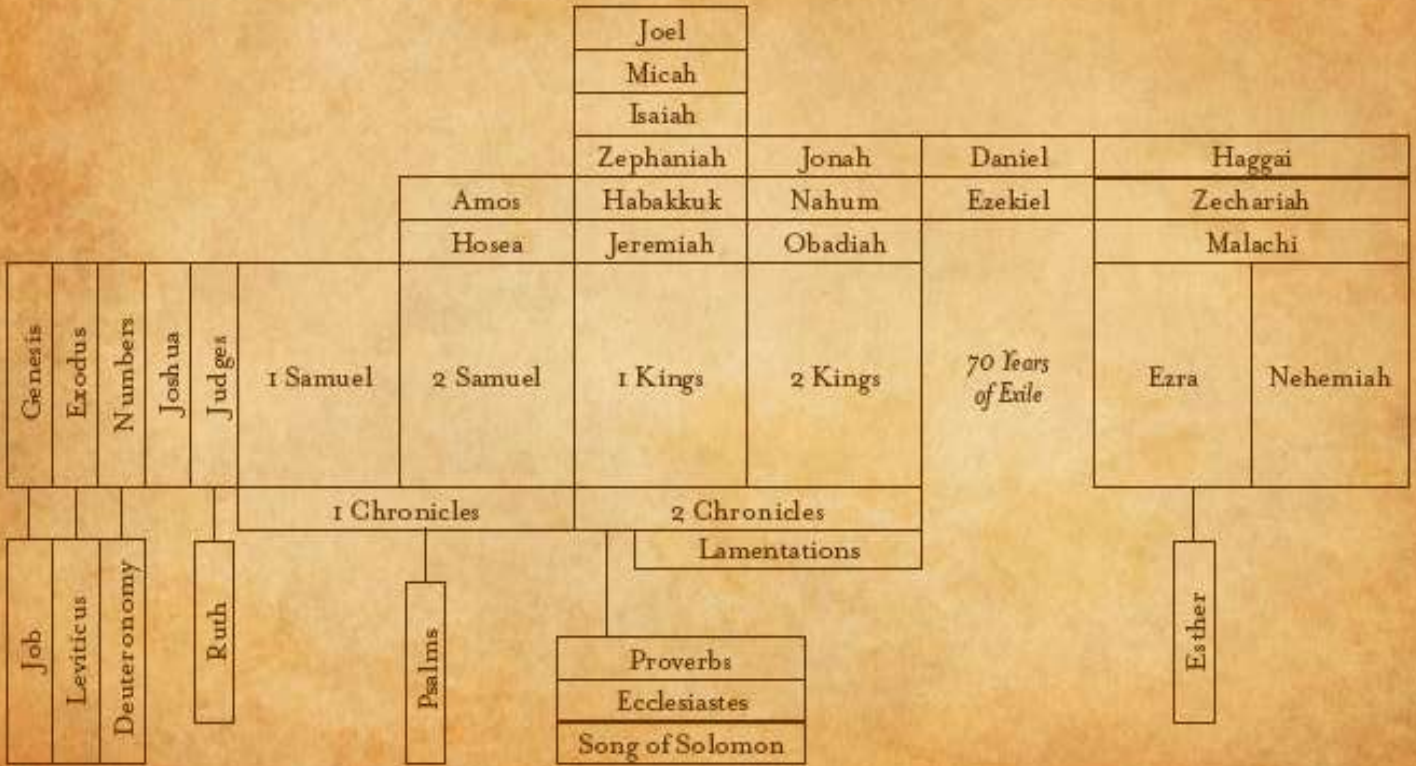 Joel
Micah
Isaiah
Zephaniah
Jonah
Daniel
Haggai
Amos
Habakkuk
Nahum
Ezekiel
Zechariah
Hosea
Jeremiah
Obadiah
Malachi
Genesis
Exodus
Numbers
Joshua
Judges
1 Samuel
2 Samuel
1 Kings
2 Kings
70 Years
of Exile
Ezra
Nehemiah
1 Chronicles
2 Chronicles
Lamentations
Job
Leviticus
Deuteronomy
Ruth
Psalms
Proverbs
Ecclesiastes
Song of Solomon
Esther